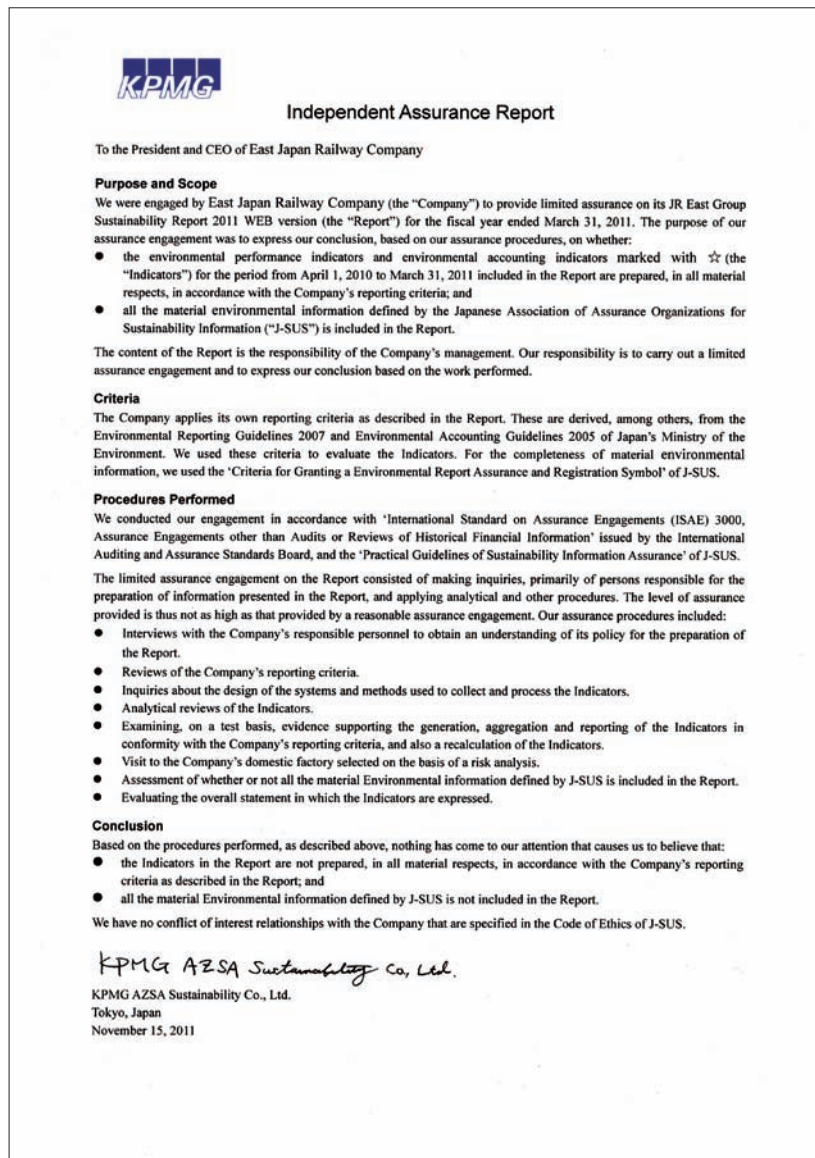 KPMG
Independent Assurance Report
To the President and CEO of East Japan Railway Company
Purpose and Scope
We were engaged by East Japan Railway Company (the “Company”) to provide limited assurance on its JR East Group
Sustainability Report 2011 WEB version (the “Report”) for the fiscal year ended March 31, 2011. The purpose of our
assurance engagement was to express our conclusion, based on our assurance procedures, on whether:
● the environmental performance indicators and environmental accounting indicators marked with ☆ (the
“Indicators”) for the period from April 1, 2010 to March 31, 2011 included in the Report are prepared, in all material
respects, in accordance with the Company’s reporting criteria; and
● all the material environmental information defined by the Japanese Association of Assurance Organizations for
Sustainability Information (“J-SUS”) is included in the Report.
The content of the Report is the responsibility of the Company’s management. Our responsibility is to carry out a limited
assurance engagement and to express our conclusion based on the work performed.
Criteria
The Company applies its own reporting criteria as described in the Report. These are derived, among others, from the
Environmental Reporting Guidelines 2007 and Environmental Accounting Guidelines 2005 of Japan’s Ministry of the
Environment. We used these criteria to evaluate the Indicators. For the completeness of material environmental
information, we used the ‘Criteria for Granting a Environmental Report Assurance and Registration Symbol’ of J-SUS.
Procedures Performed
We conducted our engagement in accordance with ‘International Standard on Assurance Engagements (ISAE) 3000,
Assurance Engagements other than Audits or Reviews of Historical Financial Information’ issued by the International
Auditing and Assurance Standards Board, and the ‘Practical Guidelines of Sustainability Information Assurance’ of J-SUS.
The limited assurance engagement on the Report consisted of making inquiries, primarily of persons responsible for the
preparation of information presented in the Report, and applying analytical and other procedures. The level of assurance
provided is thus not as high as that provided by a reasonable assurance engagement. Our assurance procedures included:
● Interviews with the Company’s responsible personnel to obtain an understanding of its policy for the preparation of
the Report.
● Reviews of the Company’s reporting criteria.
● Inquiries about the design of the systems and methods used to collect and process the Indicators.
● Analytical reviews of the Indicators.
● Examining, on a test basis, evidence supporting the generation, aggregation and reporting of the Indicators in
conformity with the Company’s reporting criteria, and also a recalculation of the Indicators.
● Visit to the Company’s domestic factory selected on the basis of a risk analysis.
● Assessment of whether or not all the material Environmental information defined by J-SUS is included in the Report.
● Evaluating the overall statement in which the Indicators are expressed.
Conclusion
Based on the procedures performed, as described above, nothing has come to our attention that causes us to believe that:
● the Indicators in the Report are not prepared, in all material respects, in accordance with the Company’s reporting
criteria as described in the Report; and
● all the material Environmental information defined by J-SUS is not included in the Report.
We have no conflict of interest relationships with the Company that are specified in the Code of Ethics of J-SUS.
KPMG AZSA Sustainability Co, Ltd.
KPMG AZSA Sustainability Co., Ltd.
Tokyo, Japan
November 15, 2011